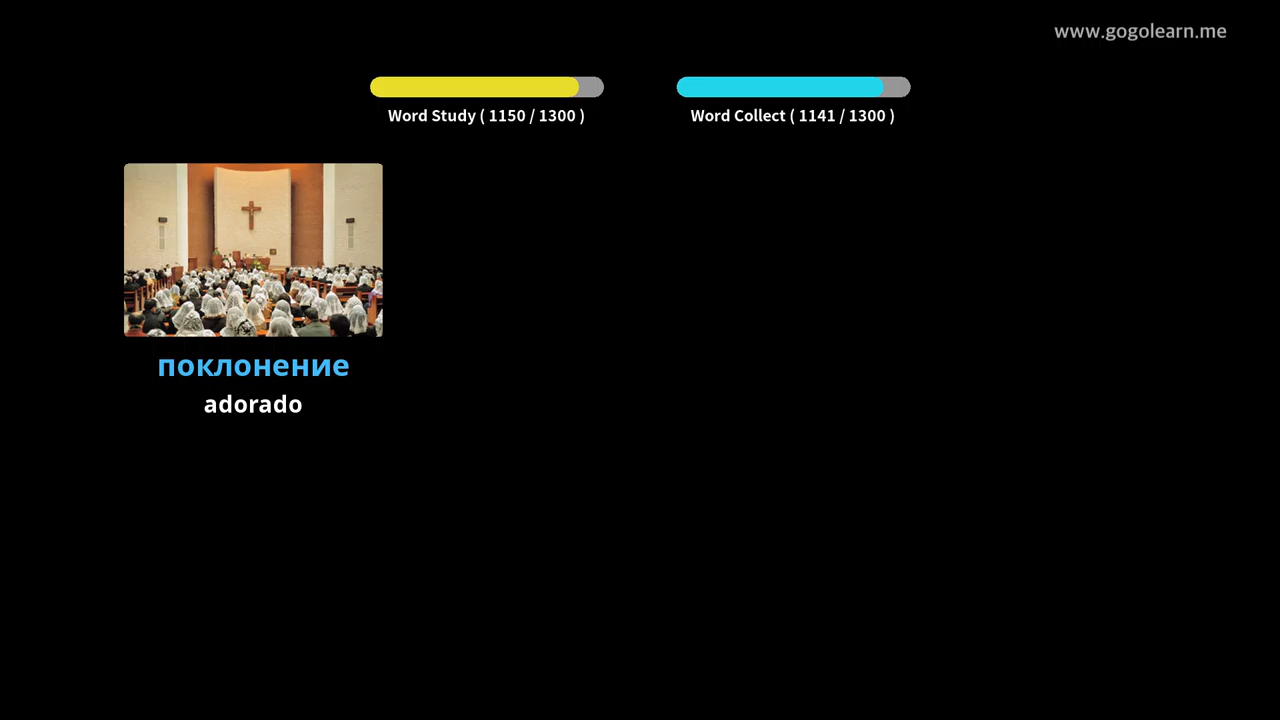 www.gogolearn.me
Word Study ( 1150 / 1300 )
Word Collect ( 1141 / 1300 )
поклонение
adorado